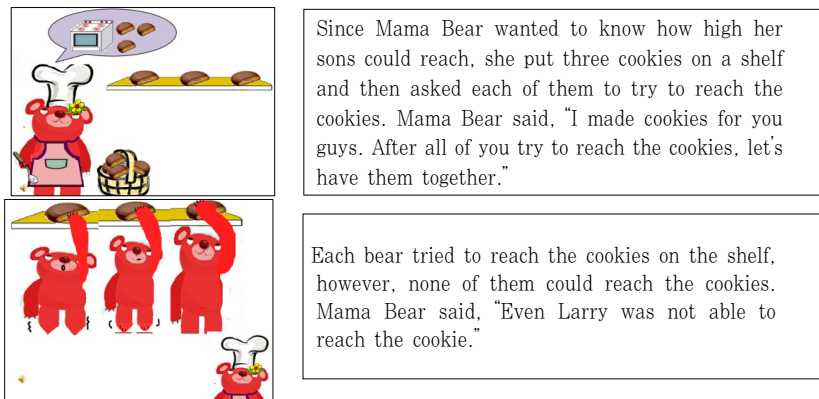 Since Mama Bear wanted to know how high her
sons could reach, she put three cookies on a shelf
and then asked each of them to try to reach the
cookies. Mama Bear said, “I made cookies for you
guys. After all of you try to reach the cookies, let's
have them together.”
Each bear tried to reach the cookies on the shelf,
however, none of them could reach the cookies.
Mama Bear said, “Even Larry was not able to
reach the cookie.”